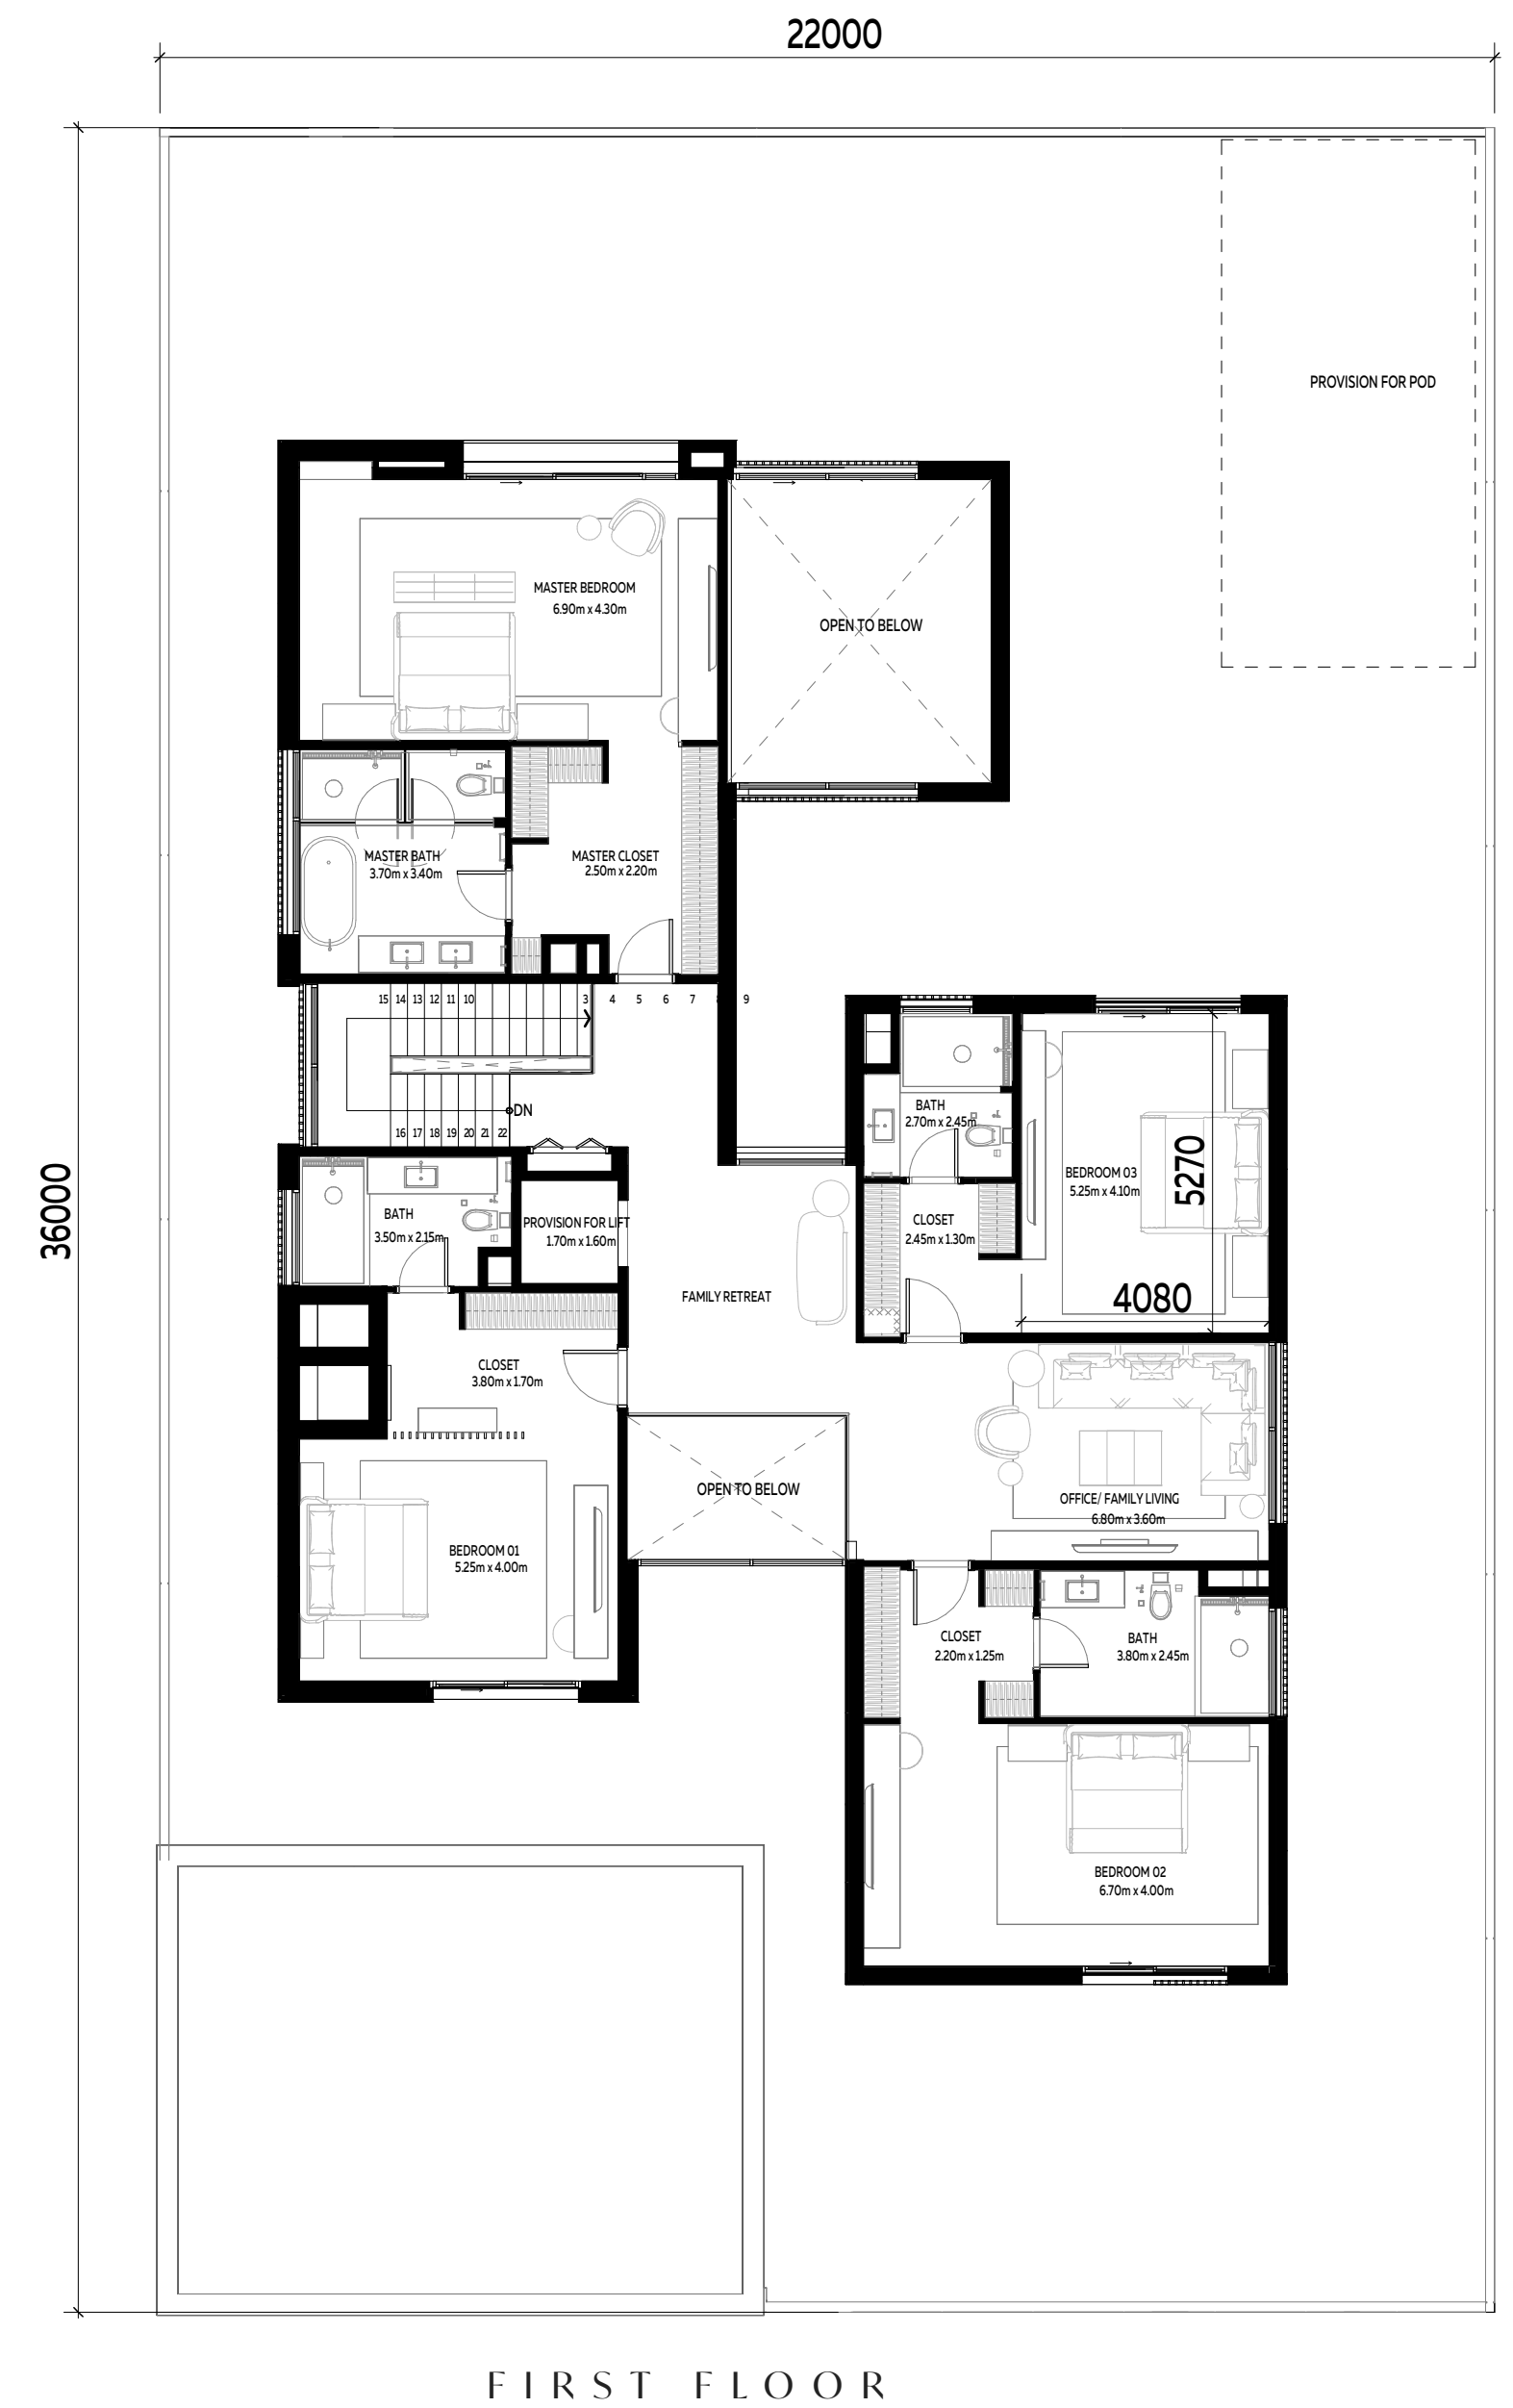 22000
36000
PROVISION FOR POD
MASTER BEDROOM
6.90m x 4.30m
OPEN TO BELOW
MASTER BATH
3.70m x 3.40m
MASTER CLOSET
2.50m x 2.20m
15 14 13 12 11 10 3 4 5 6 7 8 9
DN
16 17 18 19 20 21 22
BATH
2.70m x 2.45m
BEDROOM 03
5.25m x 4.10m
5270
4080
BATH
3.50m x 2.15m
PROVISION FOR LIFT
1.70m x 1.60m
CLOSET
2.45m x 1.30m
FAMILY RETREAT
CLOSET
3.80m x 1.70m
OPEN TO BELOW
OFFICE/ FAMILY LIVING
6.80m x 3.60m
BEDROOM 01
5.25m x 4.00m
CLOSET
2.20m x 1.25m
BATH
3.80m x 2.45m
BEDROOM 02
6.70m x 4.00m
FIRST FLOOR